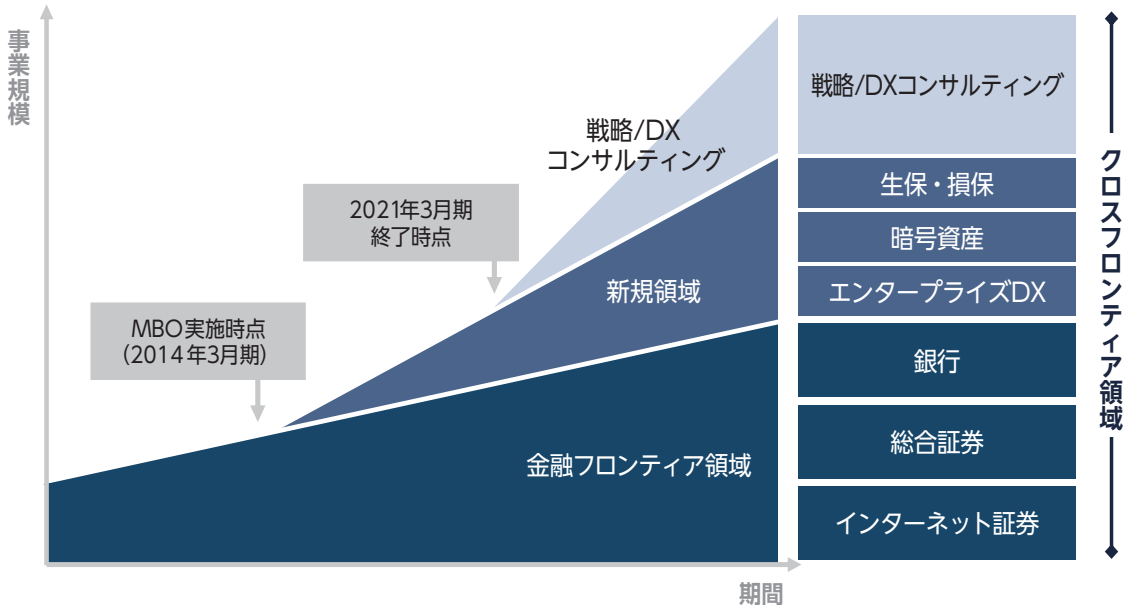 事業規模
戦略/DX
コンサルティング
2021年3月期
終了時点
新規領域
MBO実施時点
(2014年3月期)
金融フロンティア領域
期間
戦略/DXコンサルティング
生保・損保
暗号資産
エンタープライズDX
銀行
総合証券
インターネット証券
クロスフロンティア領域